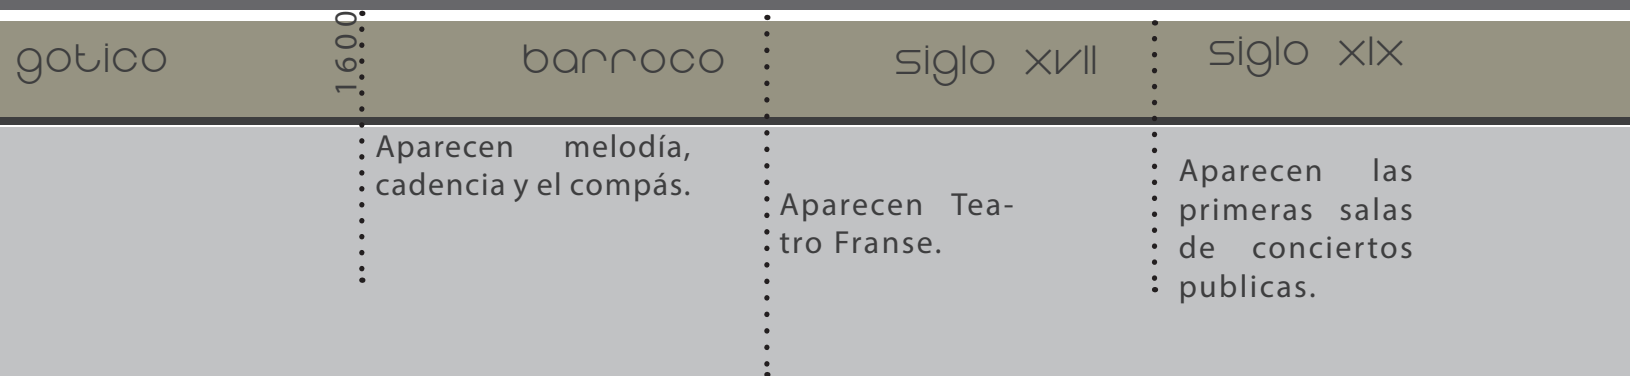 gotico
1600
barroco
siglo xvii
siglo xix
Aparecen melodía,
cadencia y el compás.
Aparecen Tea-
tro Franse.
Aparecen las
primeras salas
de conciertos
publicas.